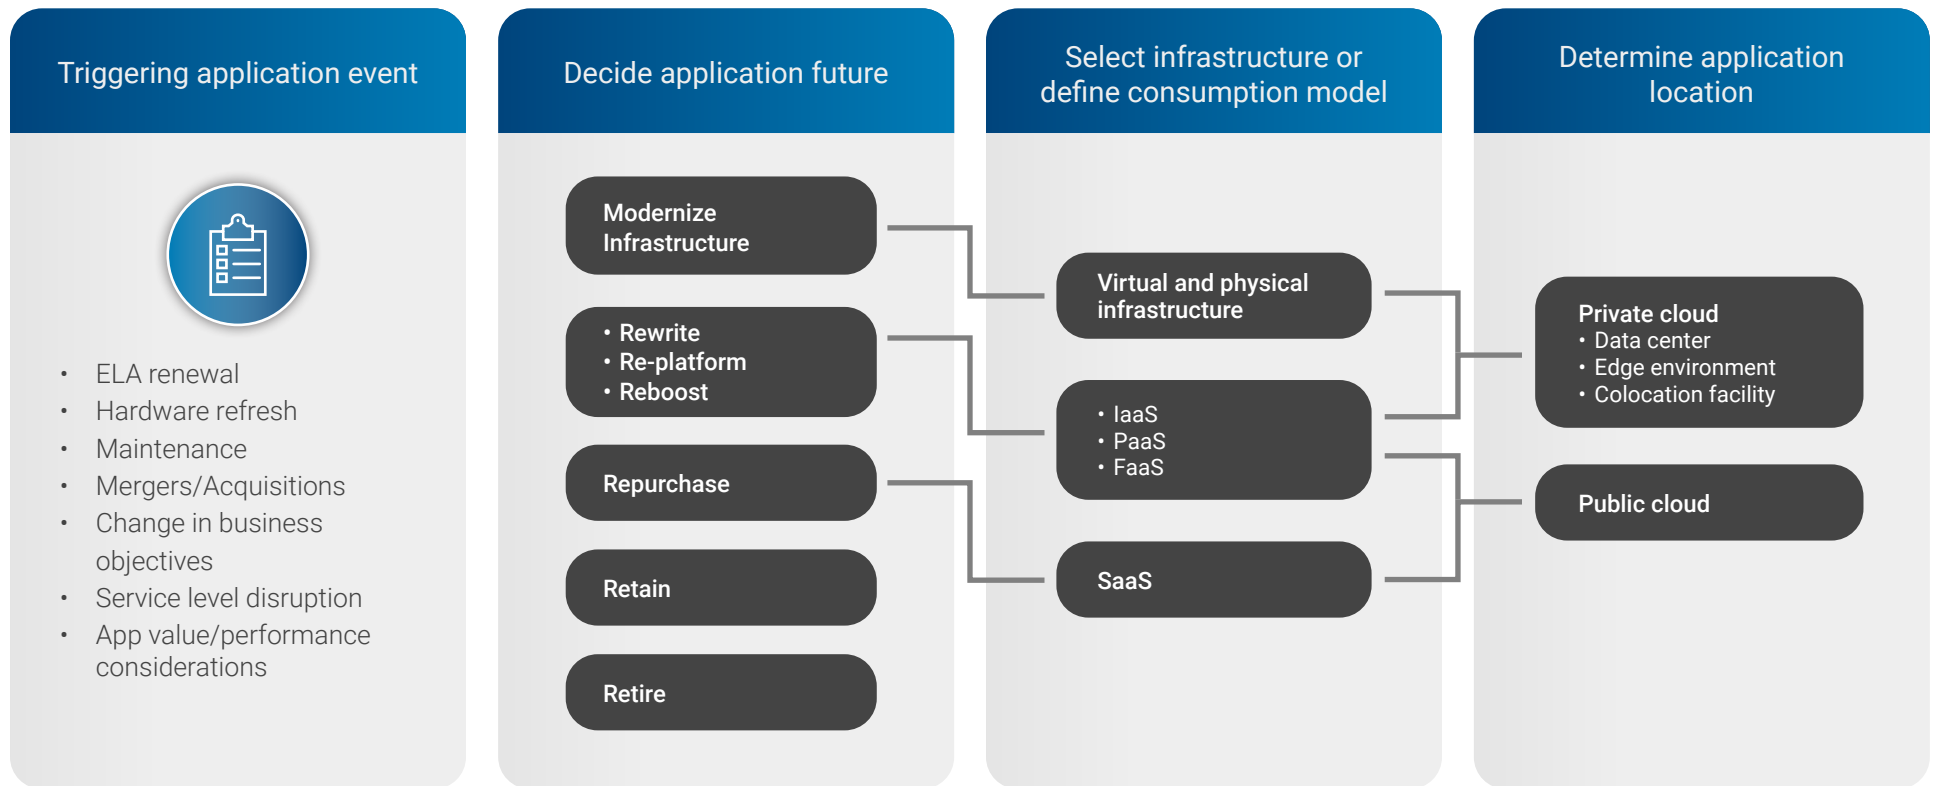 Triggering application event
• ELA renewal
• Hardware refresh
• Maintenance
• Mergers/Acquisitions
• Change in business
objectives
• Service level disruption
• App value/performance
considerations
Decide application future
Modernize
Infrastructure
• Rewrite
• Re-platform
• Reboost
Repurchase
Retain
Retire
Select infrastructure or
define consumption model
Virtual and physical
infrastructure
• IaaS
• PaaS
• FaaS
SaaS
Determine application
location
Private cloud
• Data center
• Edge environment
• Colocation facility
Public cloud